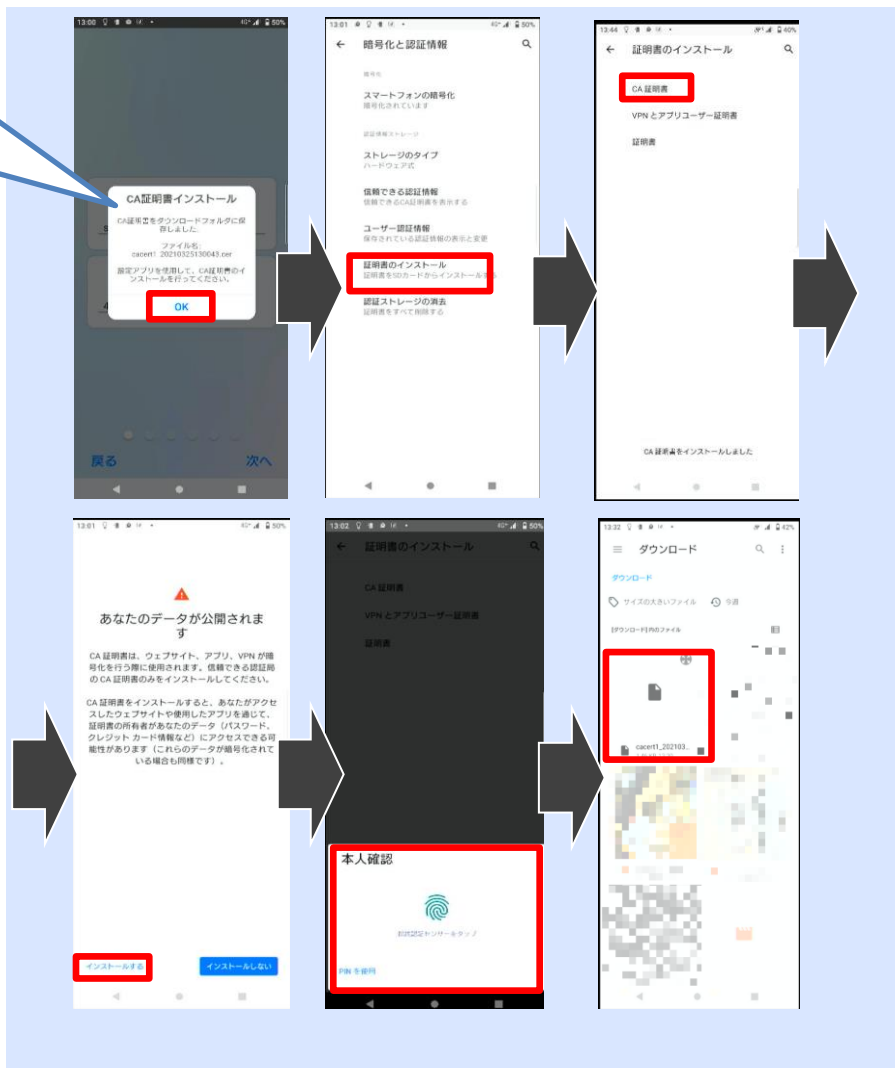 13:00
50%
CA証明書インストール
CA証明書をダウンロードフォルダに保
存しました
ファイル名:
cacert1_20210325130043.cer
設定アプリを使用して、CA証明書のイ
ンストールを行ってください。
OK
戻る
次へ
13:01
50%
暗号化と認証情報
暗号化
スマートフォンの暗号化
暗号化されています
認証情報ストレージ
ストレージのタイプ
ハードウェア式
信頼できる認証情報
信頼できるCA証明書を表示する
ユーザー認証情報
保存されている認証情報の表示と変更
証明書のインストール
証明書をSDカードからインストールする
認証ストレージの消去
証明書をすべて削除する
13:44
40%
証明書のインストール
CA 証明書
VPN とアプリユーザー証明書
証明書
CA 証明書をインストールしました
13:01
50%
あなたのデータが公開されま
す
CA 証明書は、ウェブサイト、アプリ、VPN が暗
号化を行う際に使用されます。信頼できる認証局
の CA 証明書のみをインストールしてください。
CA 証明書をインストールすると、あなたがアクセ
スしたウェブサイトや使用したアプリを通じて、
証明書の所有者があなたのデータ（パスワード、
クレジット カード情報など）にアクセスできる可
能性があります（これらのデータが暗号化されて
いる場合も同様です）。
インストールする
インストールしない
13:02
50%
証明書のインストール
CA 証明書
VPN とアプリユーザー証明書
証明書
本人確認
PIN を使用
13:32
42%
ダウンロード
ダウンロード
サイズの大きいファイル
今週
[ダウンロード]内のファイル
cacert1_202103...